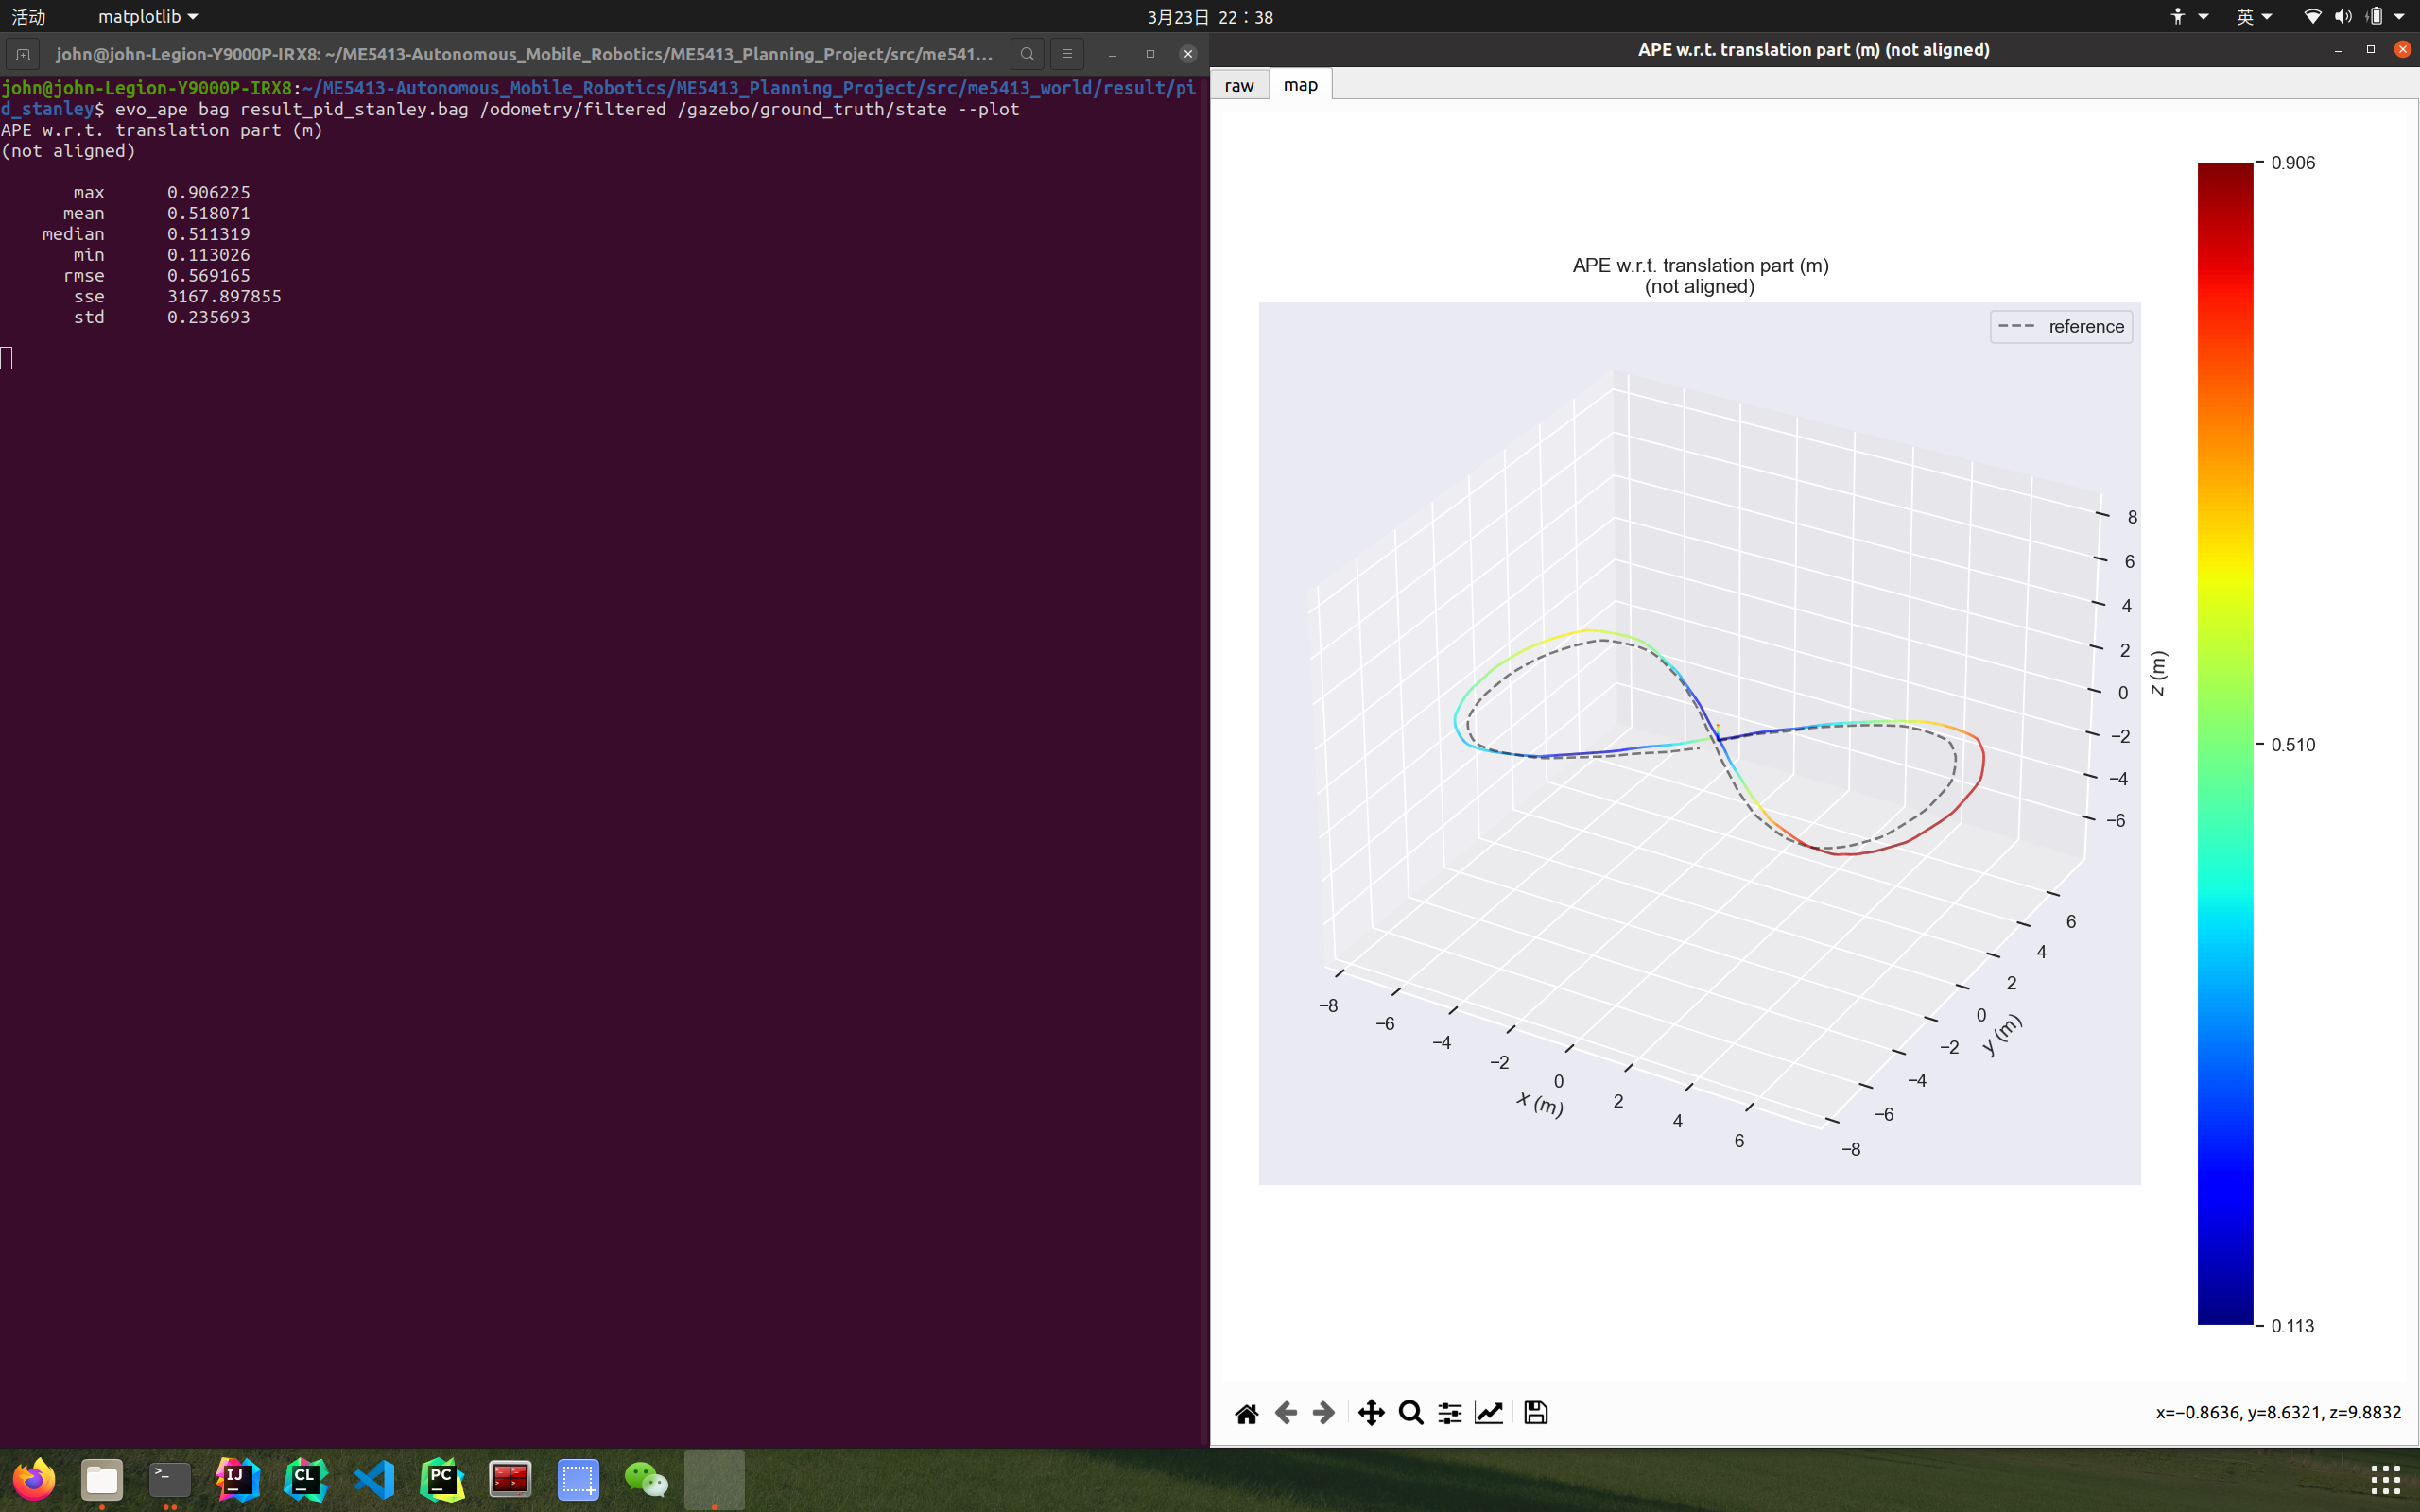 活动
matplotlib
3月23日 22：38
英
john@john-Legion-Y9000P-IRX8: ~/ME5413-Autonomous_Mobile_Robotics/ME5413_Planning_Project/src/me541...
john@john-Legion-Y9000P-IRX8:~/ME5413-Autonomous_Mobile_Robotics/ME5413_Planning_Project/src/me5413_world/result/pi
d_stanley$ evo_ape bag result_pid_stanley.bag /odometry/filtered /gazebo/ground_truth/state --plot
APE w.r.t. translation part (m)
(not aligned)
max 0.906225
mean 0.518071
median 0.511319
min 0.113026
rmse 0.569165
sse 3167.897855
std 0.235693
APE w.r.t. translation part (m) (not aligned)
raw map
APE w.r.t. translation part (m)
(not aligned)
reference
8
6
4
2
0
−2
−4
−6
z (m)
6
4
2
0
−2
−4
−6
−8
y (m)
−8
−6
−4
−2
0
2
4
6
x (m)
0.906
0.510
0.113
x=−0.8636, y=8.6321, z=9.8832
IJ
CL
PC